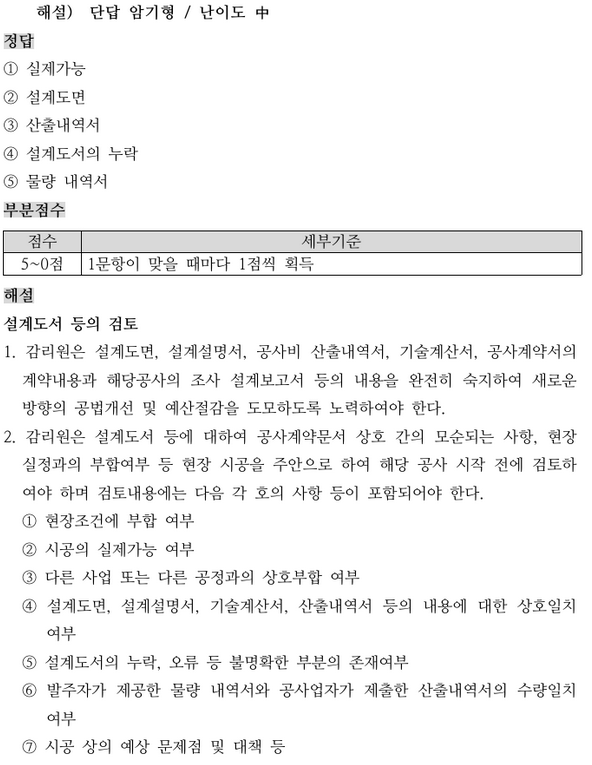 해설) 단답 암기형 / 난이도 中
정답
① 실제가능
② 설계도면
③ 산출내역서
④ 설계도서의 누락
⑤ 물량 내역서
부분점수
점수 세부기준
5~0점 1문항이 맞을 때마다 1점씩 획득
해설
설계도서 등의 검토
1. 감리원은 설계도면, 설계설명서, 공사비 산출내역서, 기술계산서, 공사계약서의
계약내용과 해당공사의 조사 설계보고서 등의 내용을 완전히 숙지하여 새로운
방향의 공법개선 및 예산절감을 도모하도록 노력하여야 한다.
2. 감리원은 설계도서 등에 대하여 공사계약문서 상호 간의 모순되는 사항, 현장
실정과의 부합여부 등 현장 시공을 주안으로 하여 해당 공사 시작 전에 검토하
여야 하며 검토내용에는 다음 각 호의 사항 등이 포함되어야 한다.
① 현장조건에 부합 여부
② 시공의 실제가능 여부
③ 다른 사업 또는 다른 공정과의 상호부합 여부
④ 설계도면, 설계설명서, 기술계산서, 산출내역서 등의 내용에 대한 상호일치
여부
⑤ 설계도서의 누락, 오류 등 불명확한 부분의 존재여부
⑥ 발주자가 제공한 물량 내역서와 공사업자가 제출한 산출내역서의 수량일치
여부
⑦ 시공 상의 예상 문제점 및 대책 등